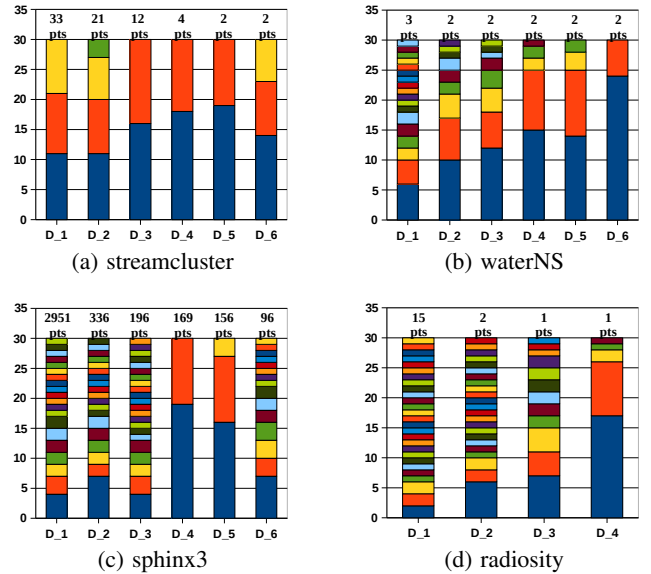 33 21 12 4 2 2
pts pts pts pts pts pts
35
30
25
20
15
10
5
0
D_1 D_2 D_3 D_4 D_5 D_6
(a) streamcluster
3 2 2 2 2 2
pts pts pts pts pts pts
35
30
25
20
15
10
5
0
D_1 D_2 D_3 D_4 D_5 D_6
(b) waterNS
2951 336 196 169 156 96
pts pts pts pts pts pts
35
30
25
20
15
10
5
0
D_1 D_2 D_3 D_4 D_5 D_6
(c) sphinx3
15 2 1 1
pts pts pts pts
35
30
25
20
15
10
5
0
D_1 D_2 D_3 D_4
(d) radiosity